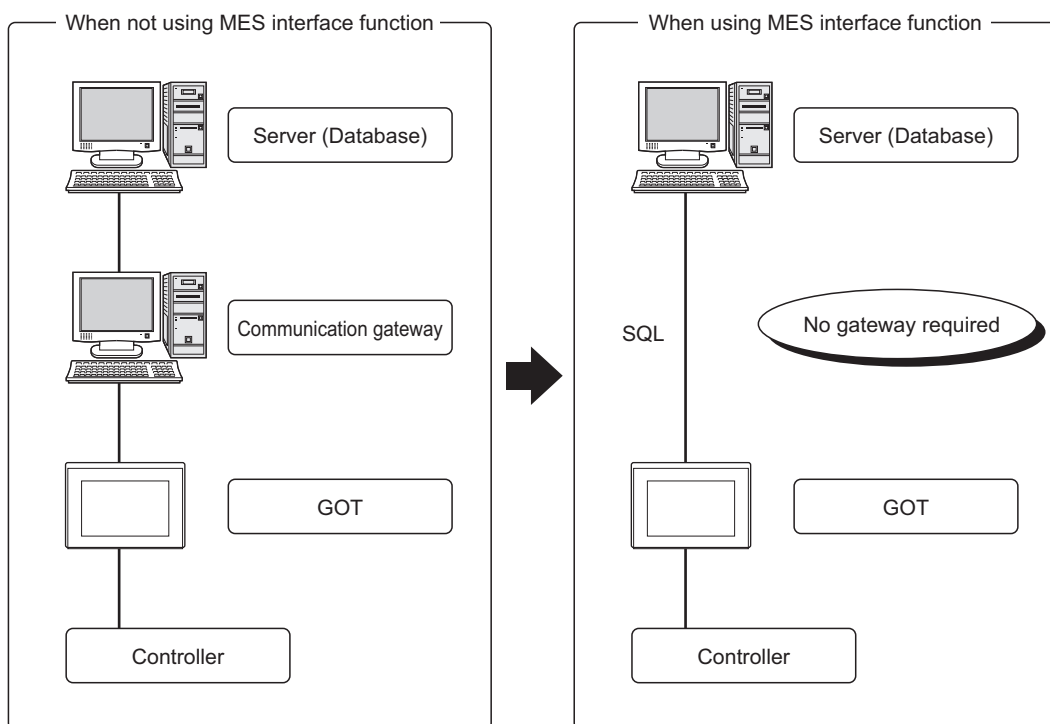 When not using MES interface function
Server (Database)
Communication gateway
GOT
Controller
When using MES interface function
Server (Database)
SQL
No gateway required
GOT
Controller